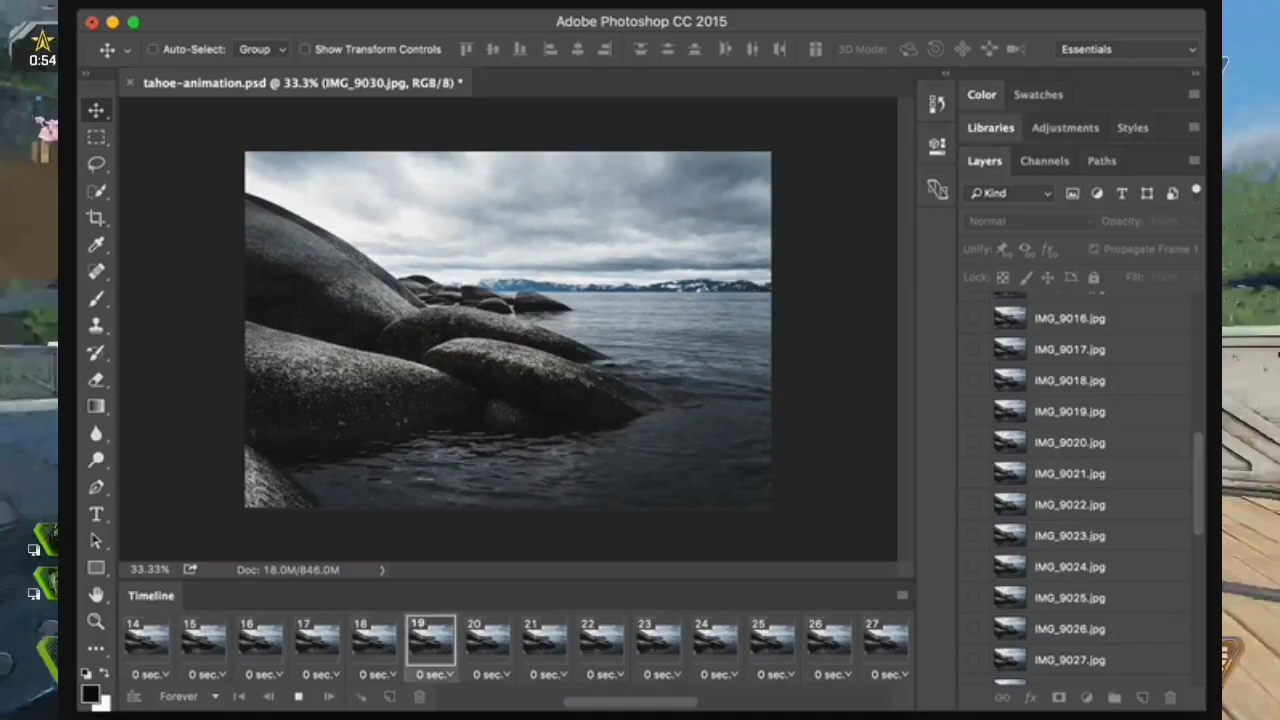 Adobe Photoshop CC 2015
0:54
Auto-Select: Group Show Transform Controls 3D Mode: Essentials
× tahoe-animation.psd @ 33.3% (IMG_9030.jpg, RGB/8) *
Color Swatches
Libraries Adjustments Styles
Layers Channels Paths
Kind
Normal Opacity: 100%
Unify: Propagate Frame 1
Lock: Fill: 100%
IMG_9016.jpg
IMG_9017.jpg
IMG_9018.jpg
IMG_9019.jpg
IMG_9020.jpg
IMG_9021.jpg
IMG_9022.jpg
IMG_9023.jpg
IMG_9024.jpg
IMG_9025.jpg
IMG_9026.jpg
IMG_9027.jpg
33.33% Doc: 18.0M/846.0M
Timeline
14 15 16 17 18 19 20 21 22 23 24 25 26 27
0 sec. 0 sec. 0 sec. 0 sec. 0 sec. 0 sec. 0 sec. 0 sec. 0 sec. 0 sec. 0 sec. 0 sec. 0 sec. 0 sec.
Forever